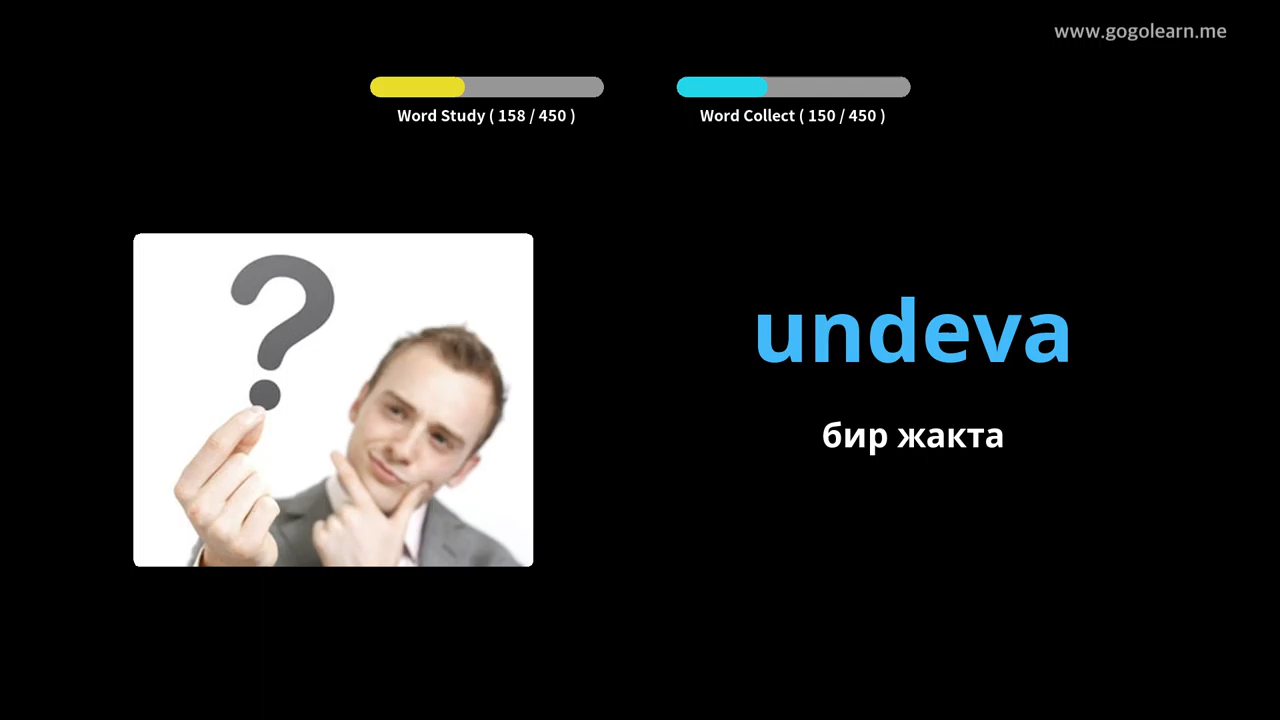 www.gogolearn.me
Word Study ( 158 / 450 )
Word Collect ( 150 / 450 )
undeva
бир жакта